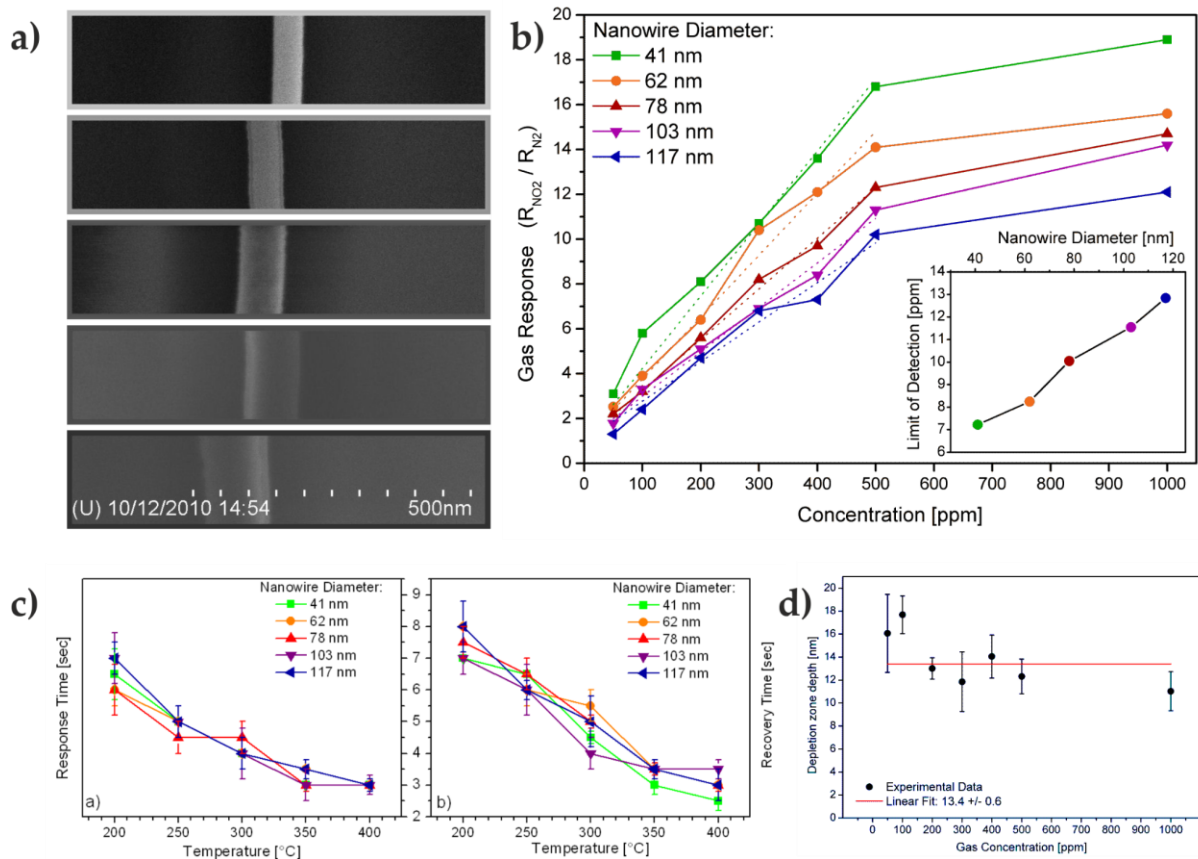 a)
(U) 10/12/2010 14:54
500nm
b)
Nanowire Diameter:
41 nm
62 nm
78 nm
103 nm
117 nm
Gas Response (R_NO2 / R_N2)
20
18
16
14
12
10
8
6
4
2
0
0 100 200 300 400 500 600 700 800 900 1000
Concentration [ppm]
Nanowire Diameter [nm]
40 60 80 100 120
Limit of Detection [ppm]
14
13
12
11
10
9
8
7
6
c)
Response Time [sec]
Nanowire Diameter:
41 nm
62 nm
78 nm
103 nm
117 nm
a)
200 250 300 350 400
Temperature [°C]
9
8
7
6
5
4
3
2
Nanowire Diameter:
41 nm
62 nm
78 nm
103 nm
117 nm
b)
200 250 300 350 400
Temperature [°C]
Recovery Time [sec]
d)
Depletion zone depth [nm]
20
18
16
14
12
10
8
6
4
2
0
Experimental Data
Linear Fit: 13.4 +/- 0.6
0 100 200 300 400 500 600 700 800 900 1000
Gas Concentration [ppm]